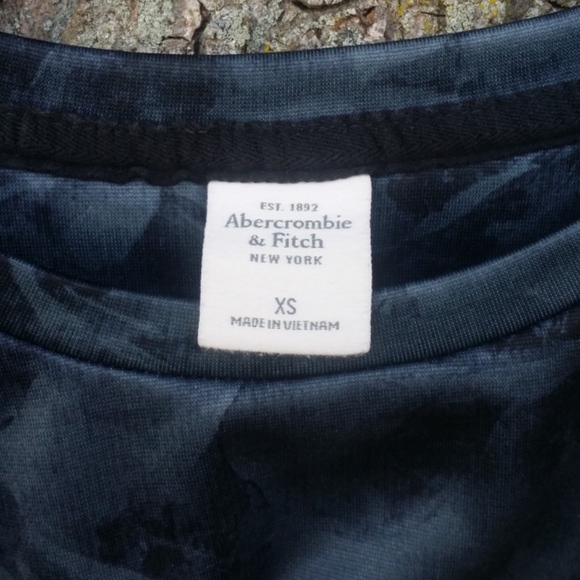 EST. 1892
Abercrombie
& Fitch
NEW YORK
XS
MADE IN VIETNAM